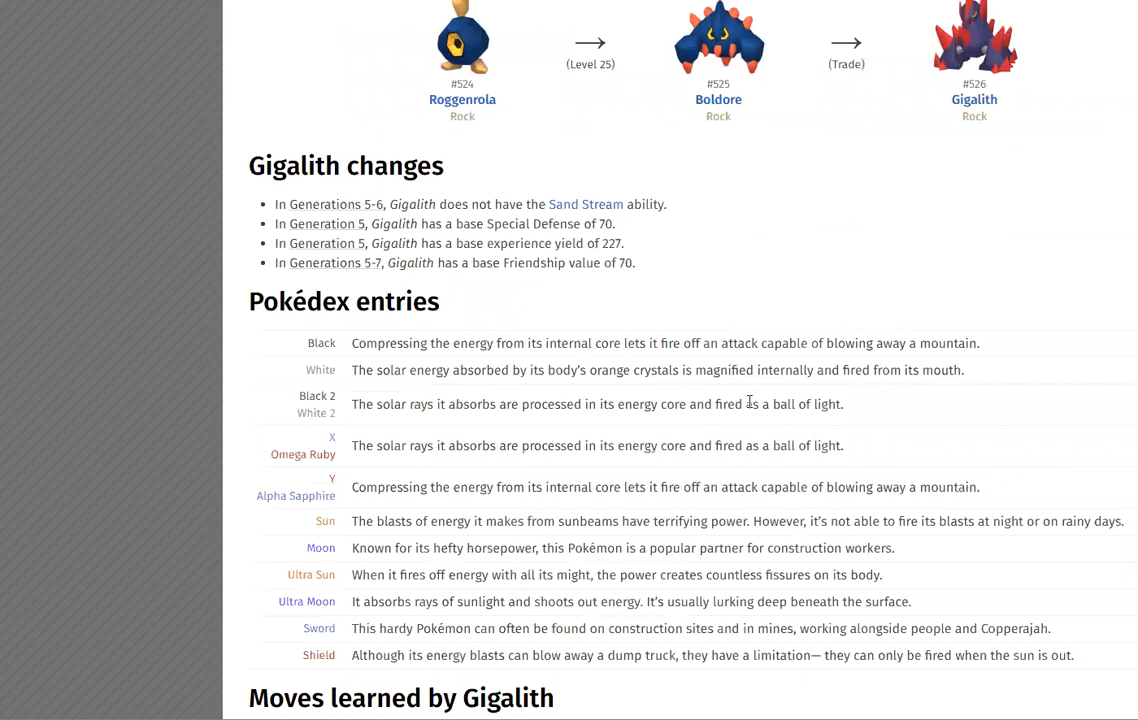 → → 
(Level 25) (Trade)
#524 #525 #526
Roggenrola Boldore Gigalith
Rock Rock Rock
Gigalith changes
• In Generations 5-6, Gigalith does not have the Sand Stream ability.
• In Generation 5, Gigalith has a base Special Defense of 70.
• In Generation 5, Gigalith has a base experience yield of 227.
• In Generations 5-7, Gigalith has a base Friendship value of 70.
Pokédex entries
Black Compressing the energy from its internal core lets it fire off an attack capable of blowing away a mountain.
White The solar energy absorbed by its body's orange crystals is magnified internally and fired from its mouth.
Black 2
White 2 The solar rays it absorbs are processed in its energy core and fired as a ball of light.
X
Omega Ruby The solar rays it absorbs are processed in its energy core and fired as a ball of light.
Y
Alpha Sapphire Compressing the energy from its internal core lets it fire off an attack capable of blowing away a mountain.
Sun The blasts of energy it makes from sunbeams have terrifying power. However, it's not able to fire its blasts at night or on rainy days.
Moon Known for its hefty horsepower, this Pokémon is a popular partner for construction workers.
Ultra Sun When it fires off energy with all its might, the power creates countless fissures on its body.
Ultra Moon It absorbs rays of sunlight and shoots out energy. It's usually lurking deep beneath the surface.
Sword This hardy Pokémon can often be found on construction sites and in mines, working alongside people and Copperajah.
Shield Although its energy blasts can blow away a dump truck, they have a limitation— they can only be fired when the sun is out.
Moves learned by Gigalith